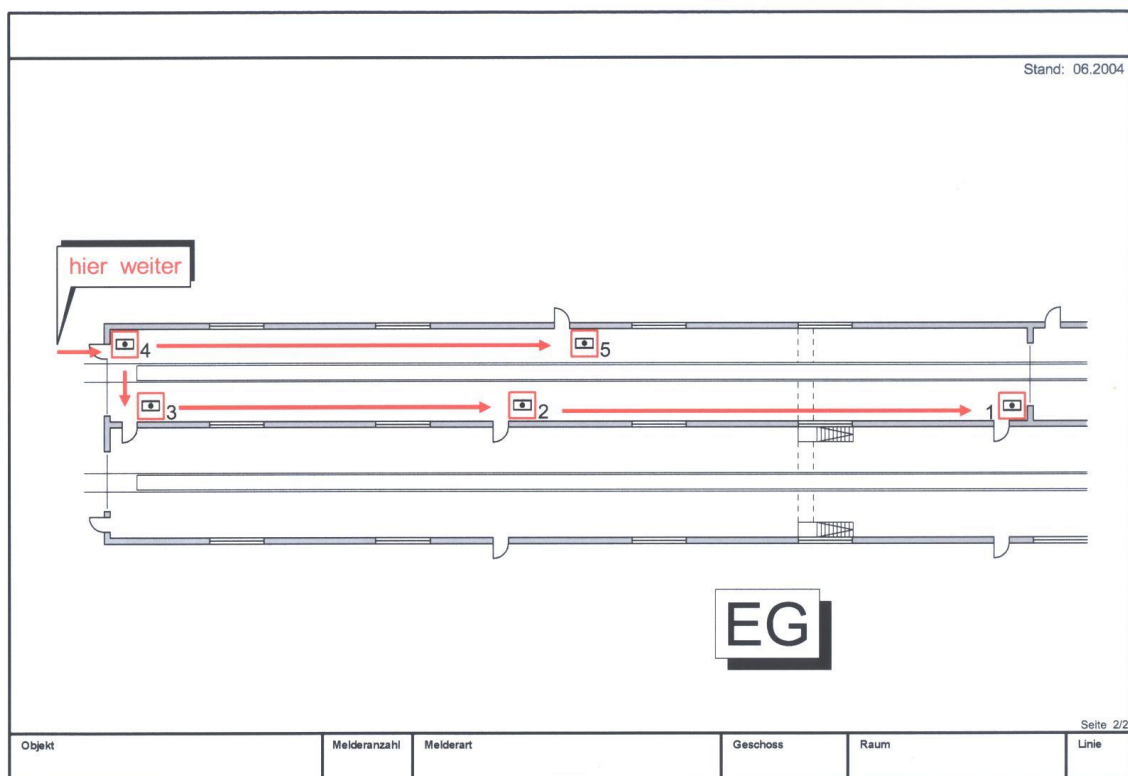 Stand: 06.2004
hier weiter
4
5
3
2
1
EG
Seite 2/2
Objekt
Melderanzahl
Melderart
Geschoss
Raum
Linie